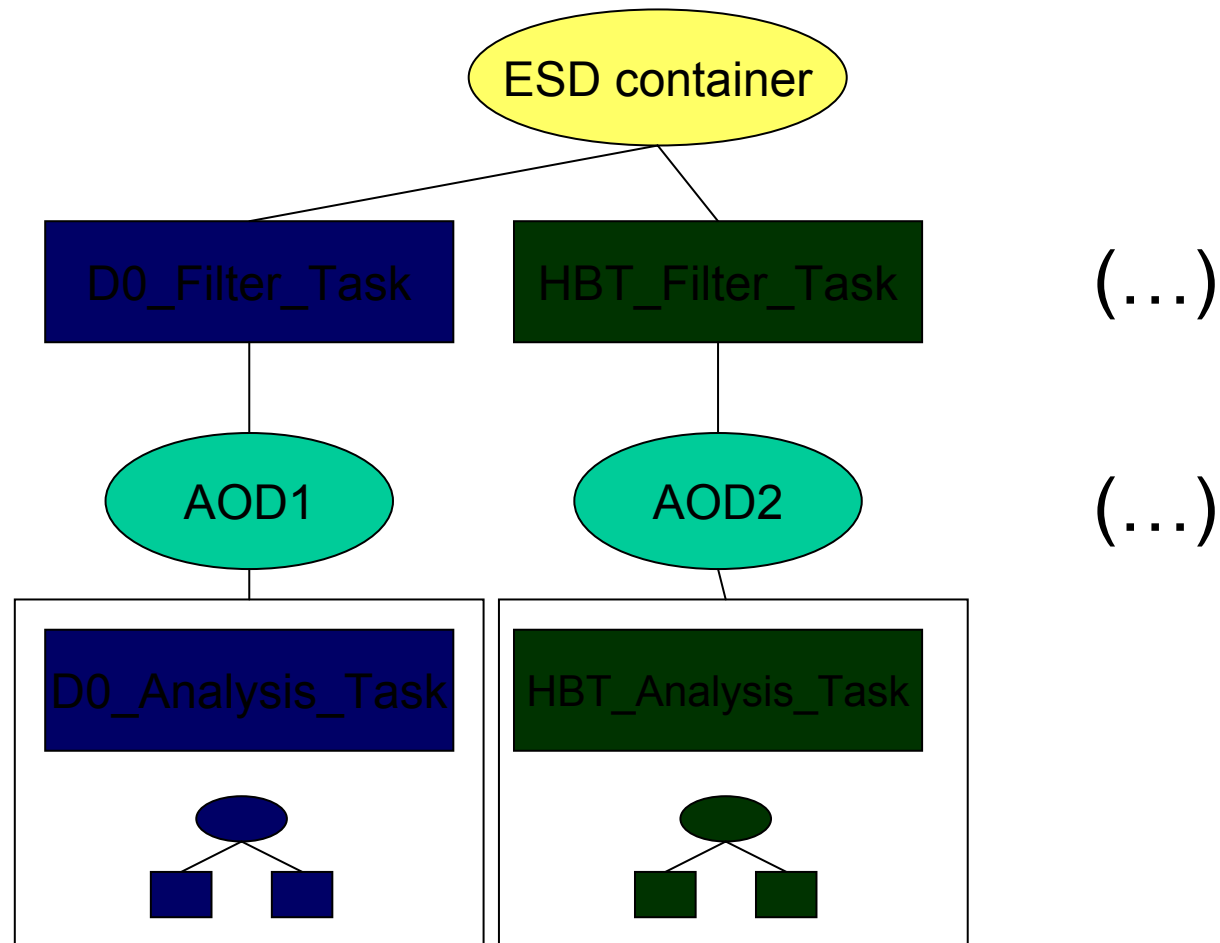 ESD container
D0_Filter_Task
HBT_Filter_Task
(...)
AOD1
AOD2
(...)
D0_Analysis_Task
HBT_Analysis_Task